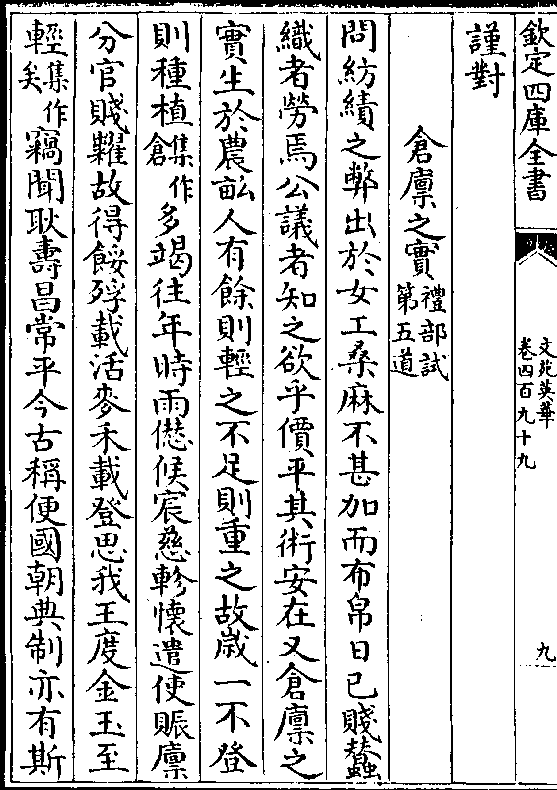 欽定四庫全書
文苑英華
卷四百九十九
九
謹對
倉廪之實禮部試第五道
問紡績之弊出於女工桑麻不甚加而布帛日已賤蠶
織者勞焉公議者知之欲乎價平其術安在又倉廪之
實生於農畝人有餘則輕之不足則重之故歲一不登
則種植集作倉多竭往年時雨愆候宸慈軫懷遣使賑廪
分官賤糶故得餒殍載活麥禾載登思我王度金玉至
輕集作矣竊聞耿壽昌常平今古稱便國朝典制亦有斯